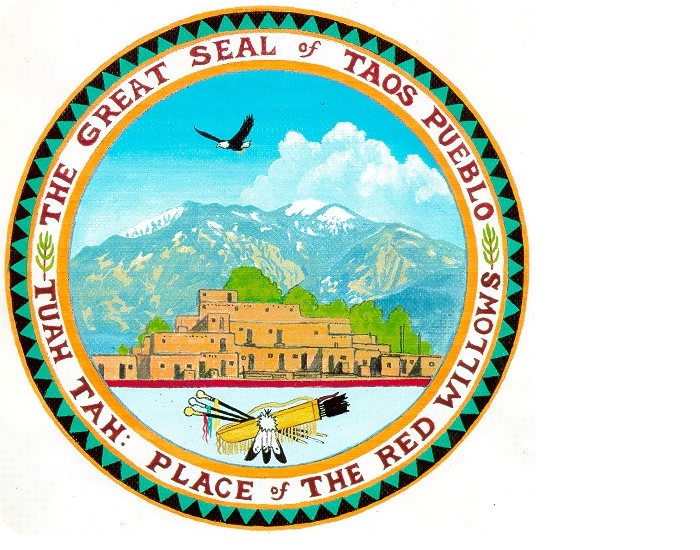 THE GREAT SEAL of TAOS PUEBLO
TUAH TAH: PLACE of THE RED WILLOWS